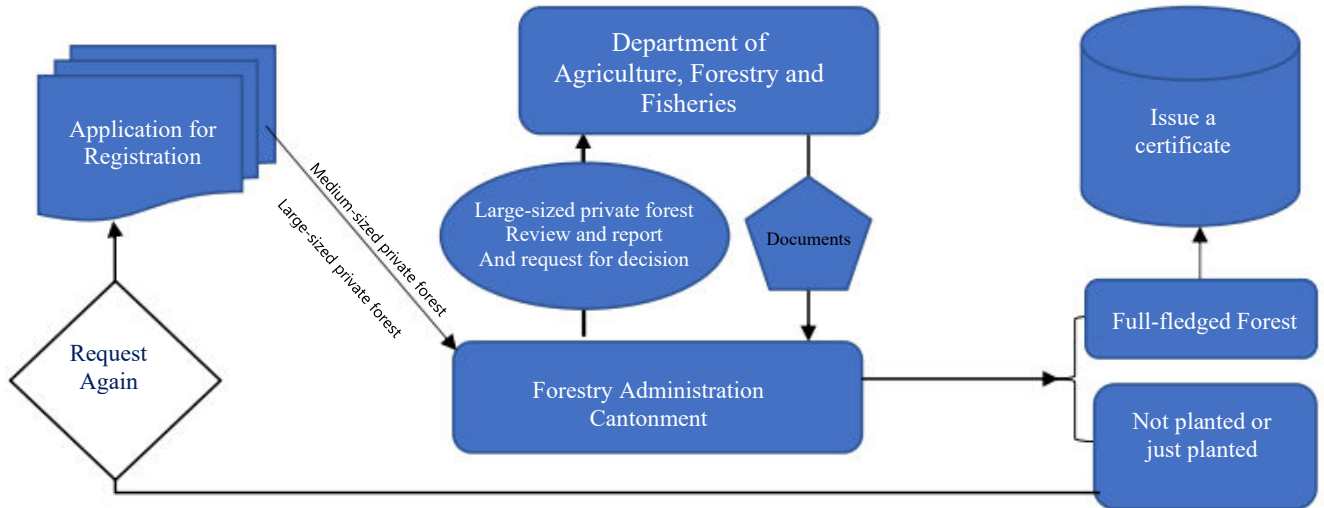 Application for
Registration
Medium-sized private forest
Large-sized private forest
Department of
Agriculture, Forestry and
Fisheries
Large-sized private forest
Review and report
And request for decision
Documents
Issue a
certificate
Forestry Administration
Cantonment
Full-fledged Forest
Not planted or
just planted
Request
Again